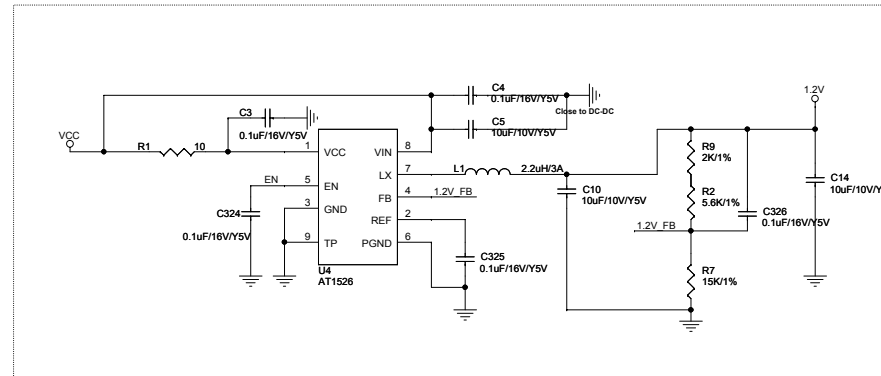 C4
0.1uF/16V/Y5V
1.2V
C3
0.1uF/16V/Y5V
Close to DC-DC
C5
10uF/10V/Y5V
VCC
R1
10
1
VCC
VIN
8
R9
2K/1%
LX
7
L1
2.2uH/3A
EN
5
EN
FB
4
1.2V_FB
C10
10uF/10V/Y5V
R2
5.6K/1%
C14
10uF/10V/Y
C324
0.1uF/16V/Y5V
3
GND
REF
2
C326
0.1uF/16V/Y5V
1.2V_FB
9
TP
PGND
6
C325
0.1uF/16V/Y5V
U4
AT1526
R7
15K/1%